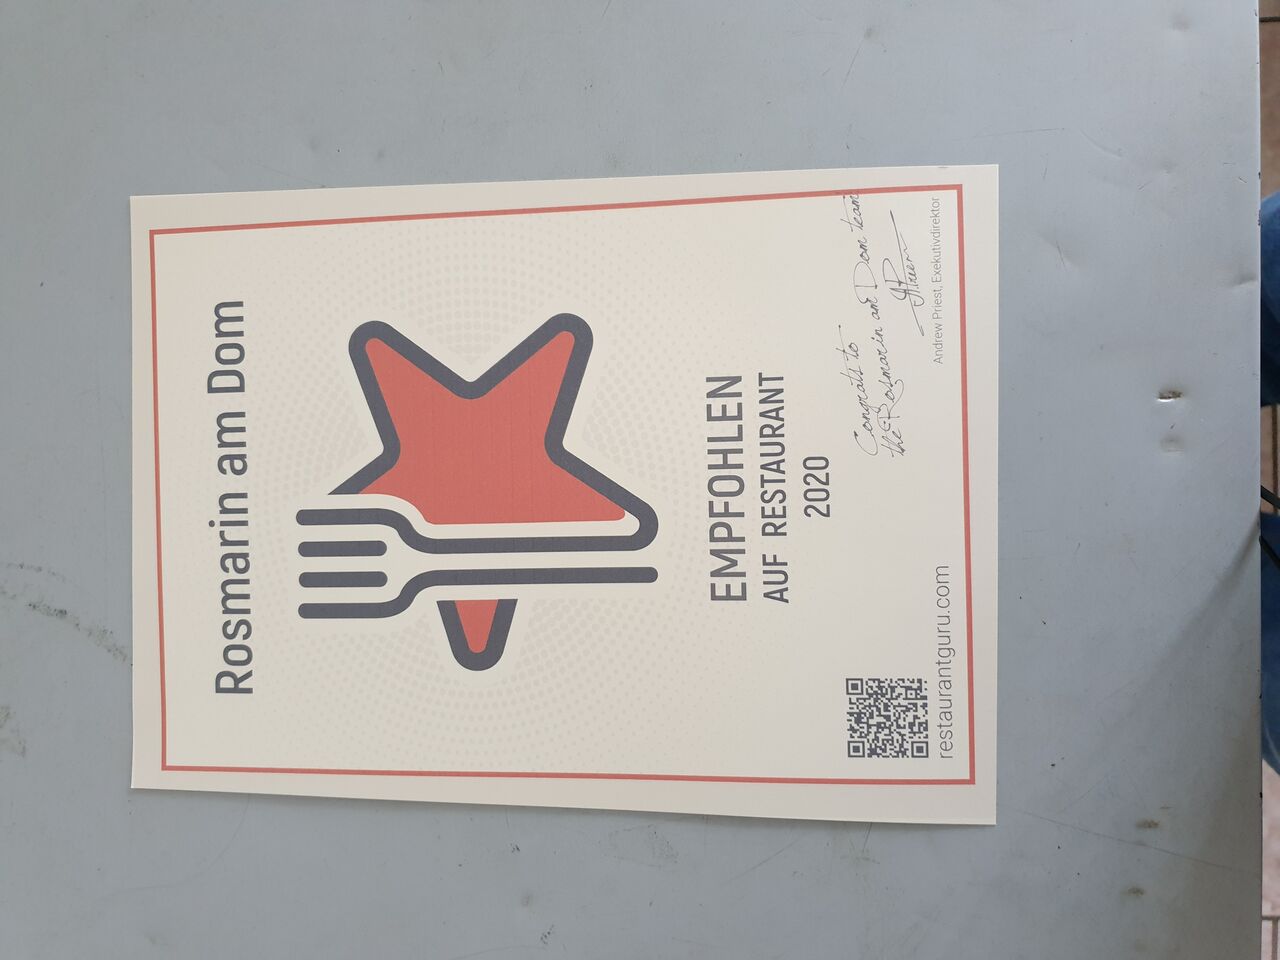 Rosmarin am Dom
EMPFOHLEN
AUF RESTAURANT
2020
Congrats to
the Rosmarin am Dom team
Andrew Priest, Exekutivdirektor
restaurantguru.com